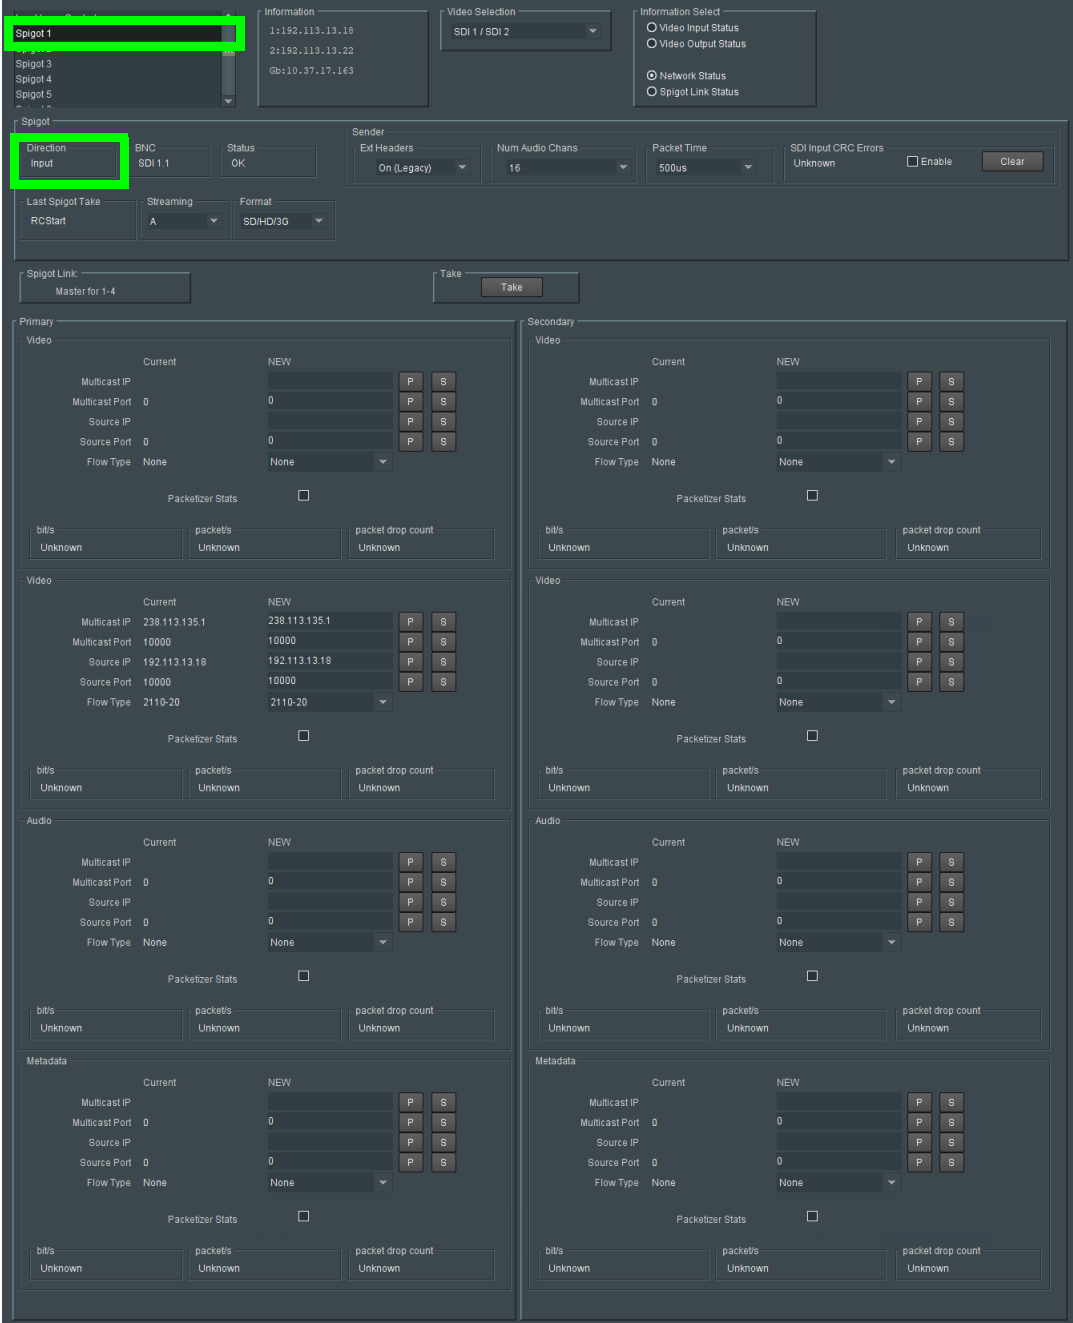 Spigot 1
Spigot 3
Spigot 4
Spigot 5
Information
1:192.113.13.18
2:192.113.13.22
Gb:10.37.17.163
Video Selection
SDI 1 / SDI 2
Information Select
Video Input Status
Video Output Status
Network Status
Spigot Link Status
Spigot
Direction
Input
BNC
SDI 1.1
Status
OK
Sender
Ext Headers
On (Legacy)
Num Audio Chans
16
Packet Time
500us
SDI Input CRC Errors
Unknown
Enable
Clear
Last Spigot Take
RCStart
Streaming
A
Format
SD/HD/3G
Spigot Link:
Master for 1-4
Take
Take
Primary
Video
Current NEW
Multicast IP P S
Multicast Port 0 0 P S
Source IP P S
Source Port 0 0 P S
Flow Type None None
Packetizer Stats
bit/s packet/s packet drop count
Unknown Unknown Unknown
Video
Current NEW
Multicast IP 238.113.135.1 238.113.135.1 P S
Multicast Port 10000 10000 P S
Source IP 192.113.13.18 192.113.13.18 P S
Source Port 10000 10000 P S
Flow Type 2110-20 2110-20
Packetizer Stats
bit/s packet/s packet drop count
Unknown Unknown Unknown
Audio
Current NEW
Multicast IP P S
Multicast Port 0 0 P S
Source IP P S
Source Port 0 0 P S
Flow Type None None
Packetizer Stats
bit/s packet/s packet drop count
Unknown Unknown Unknown
Metadata
Current NEW
Multicast IP P S
Multicast Port 0 0 P S
Source IP P S
Source Port 0 0 P S
Flow Type None None
Packetizer Stats
bit/s packet/s packet drop count
Unknown Unknown Unknown
Secondary
Video
Current NEW
Multicast IP P S
Multicast Port 0 0 P S
Source IP P S
Source Port 0 0 P S
Flow Type None None
Packetizer Stats
bit/s packet/s packet drop count
Unknown Unknown Unknown
Video
Current NEW
Multicast IP P S
Multicast Port 0 0 P S
Source IP P S
Source Port 0 0 P S
Flow Type None None
Packetizer Stats
bit/s packet/s packet drop count
Unknown Unknown Unknown
Audio
Current NEW
Multicast IP P S
Multicast Port 0 0 P S
Source IP P S
Source Port 0 0 P S
Flow Type None None
Packetizer Stats
bit/s packet/s packet drop count
Unknown Unknown Unknown
Metadata
Current NEW
Multicast IP P S
Multicast Port 0 0 P S
Source IP P S
Source Port 0 0 P S
Flow Type None None
Packetizer Stats
bit/s packet/s packet drop count
Unknown Unknown Unknown